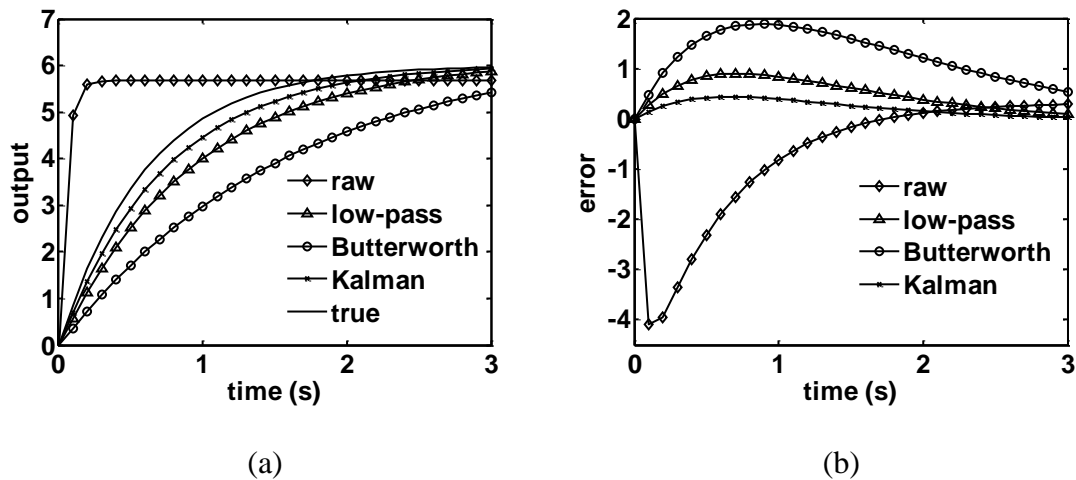 7
6
5
4
3
2
1
0
output
0 1 2 3
time (s)
raw
low-pass
Butterworth
Kalman
true
(a)
2
1
0
-1
-2
-3
-4
error
0 1 2 3
time (s)
raw
low-pass
Butterworth
Kalman
(b)